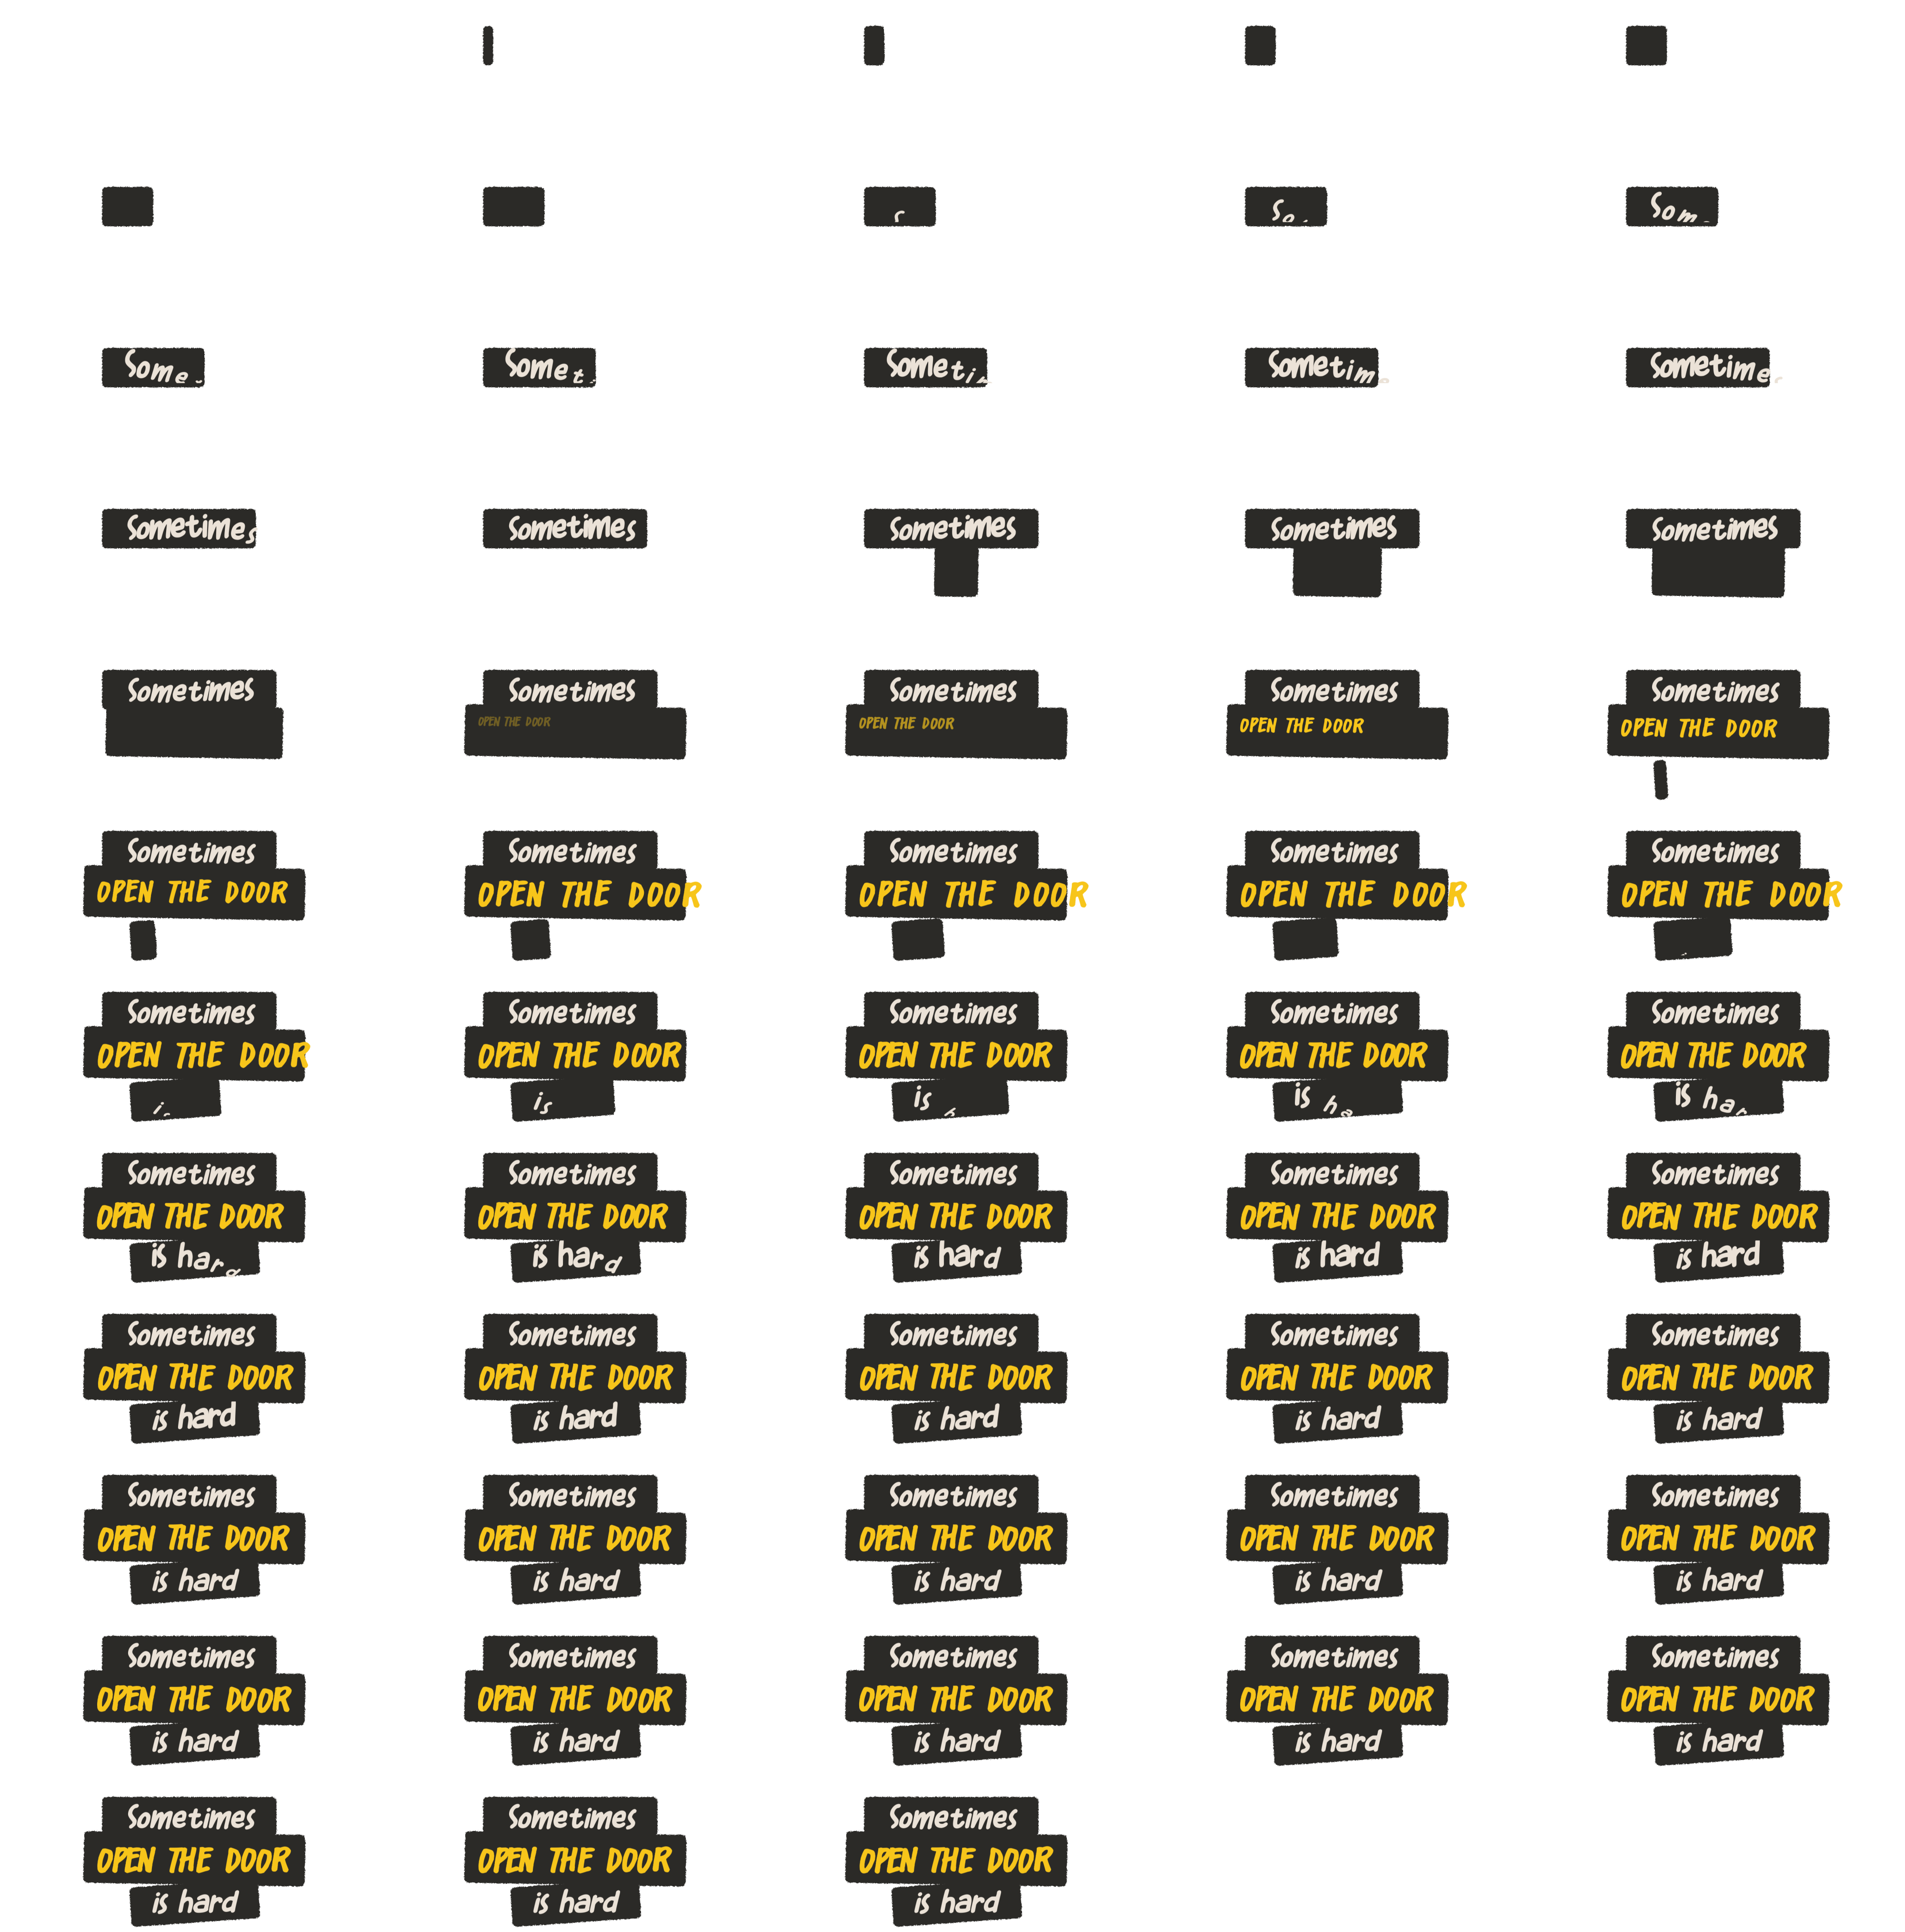 S So Som
Some Somet Someti Sometim Sometime
Sometimes Sometimes Sometimes Sometimes Sometimes
Sometimes Sometimes Sometimes Sometimes Sometimes
OPEN THE DOOR OPEN THE DOOR OPEN THE DOOR OPEN THE DOOR
Sometimes Sometimes Sometimes Sometimes Sometimes
OPEN THE DOOR OPEN THE DOOR OPEN THE DOOR OPEN THE DOOR OPEN THE DOOR
Sometimes Sometimes Sometimes Sometimes Sometimes
OPEN THE DOOR OPEN THE DOOR OPEN THE DOOR OPEN THE DOOR OPEN THE DOOR
is is is h is ha is har
Sometimes Sometimes Sometimes Sometimes Sometimes
OPEN THE DOOR OPEN THE DOOR OPEN THE DOOR OPEN THE DOOR OPEN THE DOOR
is hard is hard is hard is hard is hard
Sometimes Sometimes Sometimes Sometimes Sometimes
OPEN THE DOOR OPEN THE DOOR OPEN THE DOOR OPEN THE DOOR OPEN THE DOOR
is hard is hard is hard is hard is hard
Sometimes Sometimes Sometimes Sometimes Sometimes
OPEN THE DOOR OPEN THE DOOR OPEN THE DOOR OPEN THE DOOR OPEN THE DOOR
is hard is hard is hard is hard is hard
Sometimes Sometimes Sometimes Sometimes Sometimes
OPEN THE DOOR OPEN THE DOOR OPEN THE DOOR OPEN THE DOOR OPEN THE DOOR
is hard is hard is hard is hard is hard
Sometimes Sometimes Sometimes
OPEN THE DOOR OPEN THE DOOR OPEN THE DOOR
is hard is hard is hard